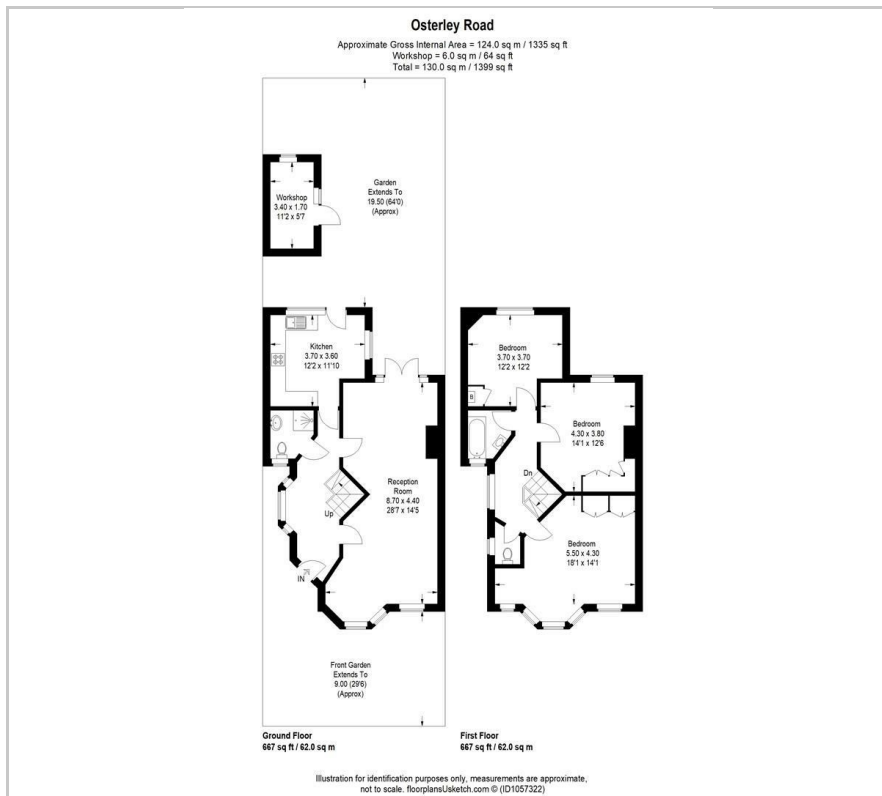 Osterley Road
Approximate Gross Internal Area = 124.0 sq m / 1335 sq ft
Workshop = 6.0 sq m / 64 sq ft
Total = 130.0 sq m / 1399 sq ft
Workshop
3.40 x 1.70
11'2 x 5'7
Garden
Extends To
19.50 (64'0)
(Approx)
Kitchen
3.70 x 3.60
12'2 x 11'10
Reception
Room
8.70 x 4.40
28'7 x 14'5
Up
IN
Front Garden
Extends To
9.00 (29'6)
(Approx)
Ground Floor
667 sq ft / 62.0 sq m
Bedroom
3.70 x 3.70
12'2 x 12'2
B
Bedroom
4.30 x 3.80
14'1 x 12'6
Dn
Bedroom
5.50 x 4.30
18'1 x 14'1
First Floor
667 sq ft / 62.0 sq m
Illustration for identification purposes only, measurements are approximate,
not to scale. floorplansUsketch.com © (ID1057322)